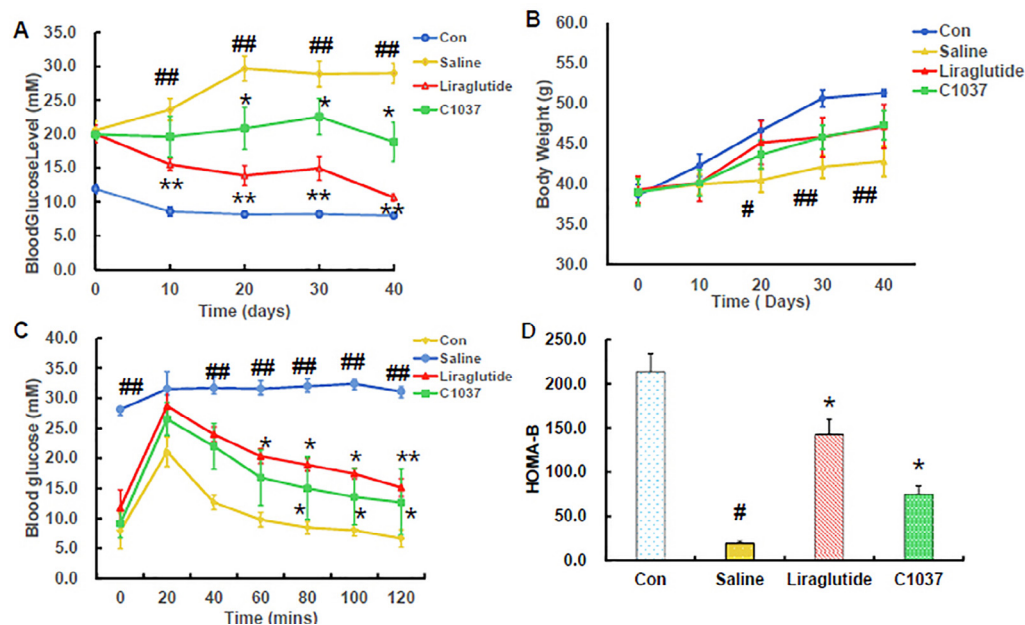 A
BloodGlucoseLevel (mM)
35.0
30.0
25.0
20.0
15.0
10.0
5.0
0.0
## ## ## ##
* * *
** ** ** **
0 10 20 30 40
Time (days)
Con
Saline
Liraglutide
C1037
B
Body Weight (g)
60.0
50.0
45.0
40.0
35.0
30.0
# ## ##
0 10 20 30 40
Time ( Days)
Con
Saline
Liraglutide
C1037
C
Blood glucose (mM)
40.0
35.0
30.0
25.0
20.0
15.0
10.0
5.0
0.0
## ## ## ## ## ##
* * * **
* * *
0 20 40 60 80 100 120
Time (mins)
Con
Saline
Liraglutide
C1037
D
HOMA-B
250.0
200.0
150.0
100.0
50.0
0.0
# * *
Con Saline Liraglutide C1037